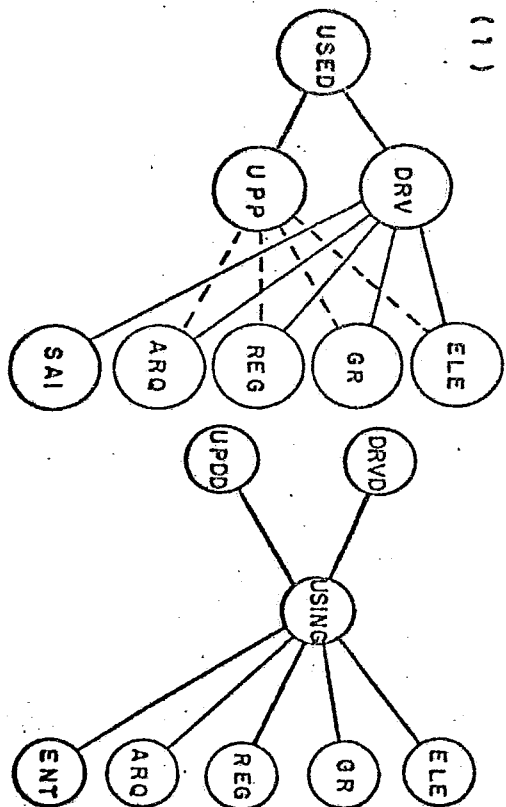 (1)
ELE
ELE
DRV
DRVD
GR
GR
USED
USING
UPP
REG
REG
UPDD
ARQ
ARQ
SAI
ENT